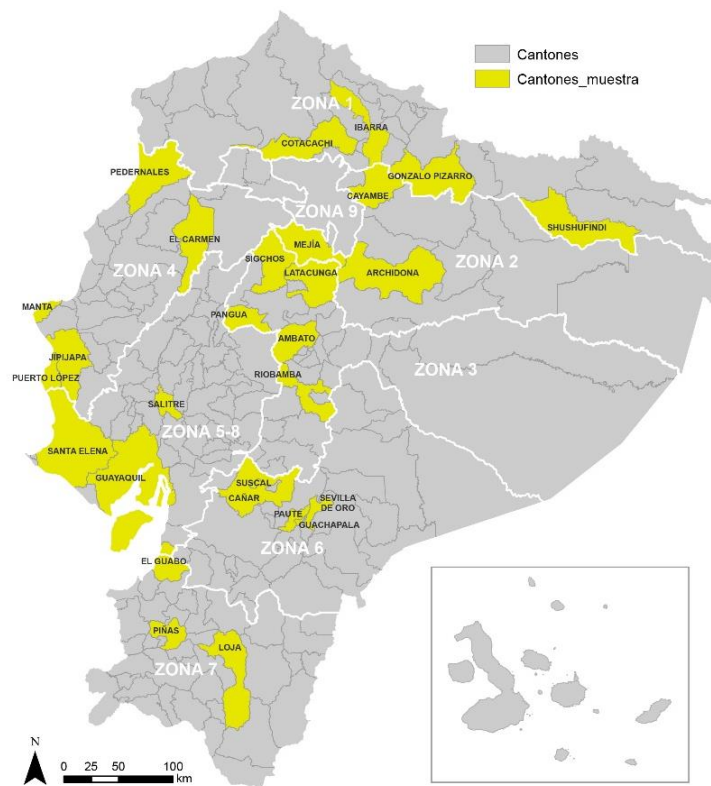 Cantones
Cantones_muestra
ZONA 1
IBARRA
COTACACHI
PEDERNALES
GONZALO PIZARRO
CAYAMBE
ZONA 9
SHUSHUFINDI
EL CARMEN
MEJÍA
ZONA 2
SIGCHOS
ZONA 4
LATACUNGA
ARCHIDONA
MANTA
PANGUA
AMBATO
JIPIJAPA
ZONA 3
RIOBAMBA
PUERTO LÓPEZ
SALITRE
ZONA 5-8
SANTA ELENA
GUAYAQUIL
SUSCAL
CAÑAR
SEVILLA
DE ORO
PAUTE
GUACHAPALA
ZONA 6
EL GUABO
PIÑAS
LOJA
ZONA 7
N
0 25 50 100
km